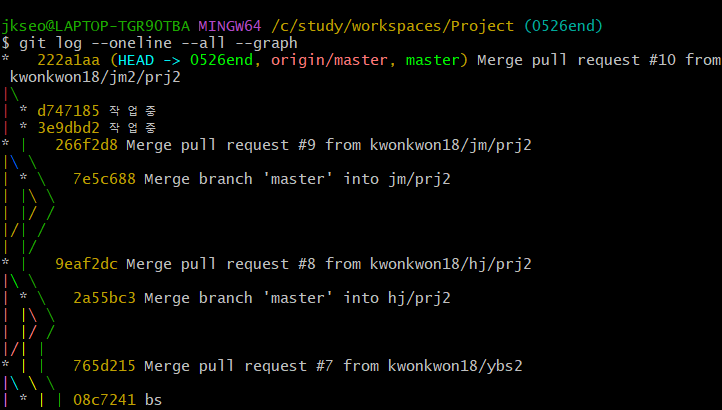 jkseo@LAPTOP-TGR90TBA MINGW64 /c/study/workspaces/Project (0526end)
$ git log --oneline --all --graph
*   222a1aa (HEAD -> 0526end, origin/master, master) Merge pull request #10 from
 kwonkwon18/jm2/prj2
|\
| * d747185 작업중
| * 3e9dbd2 작업중
* |   266f2d8 Merge pull request #9 from kwonkwon18/jm/prj2
|\ \
| * \   7e5c688 Merge branch 'master' into jm/prj2
| |\ \
| |/ /
|/| /
| |/
* |   9eaf2dc Merge pull request #8 from kwonkwon18/hj/prj2
|\ \
| * \   2a55bc3 Merge branch 'master' into hj/prj2
| |\ \
| |/ /
|/| |
* | |   765d215 Merge pull request #7 from kwonkwon18/ybs2
|\ \ \
| * | | 08c7241 bs